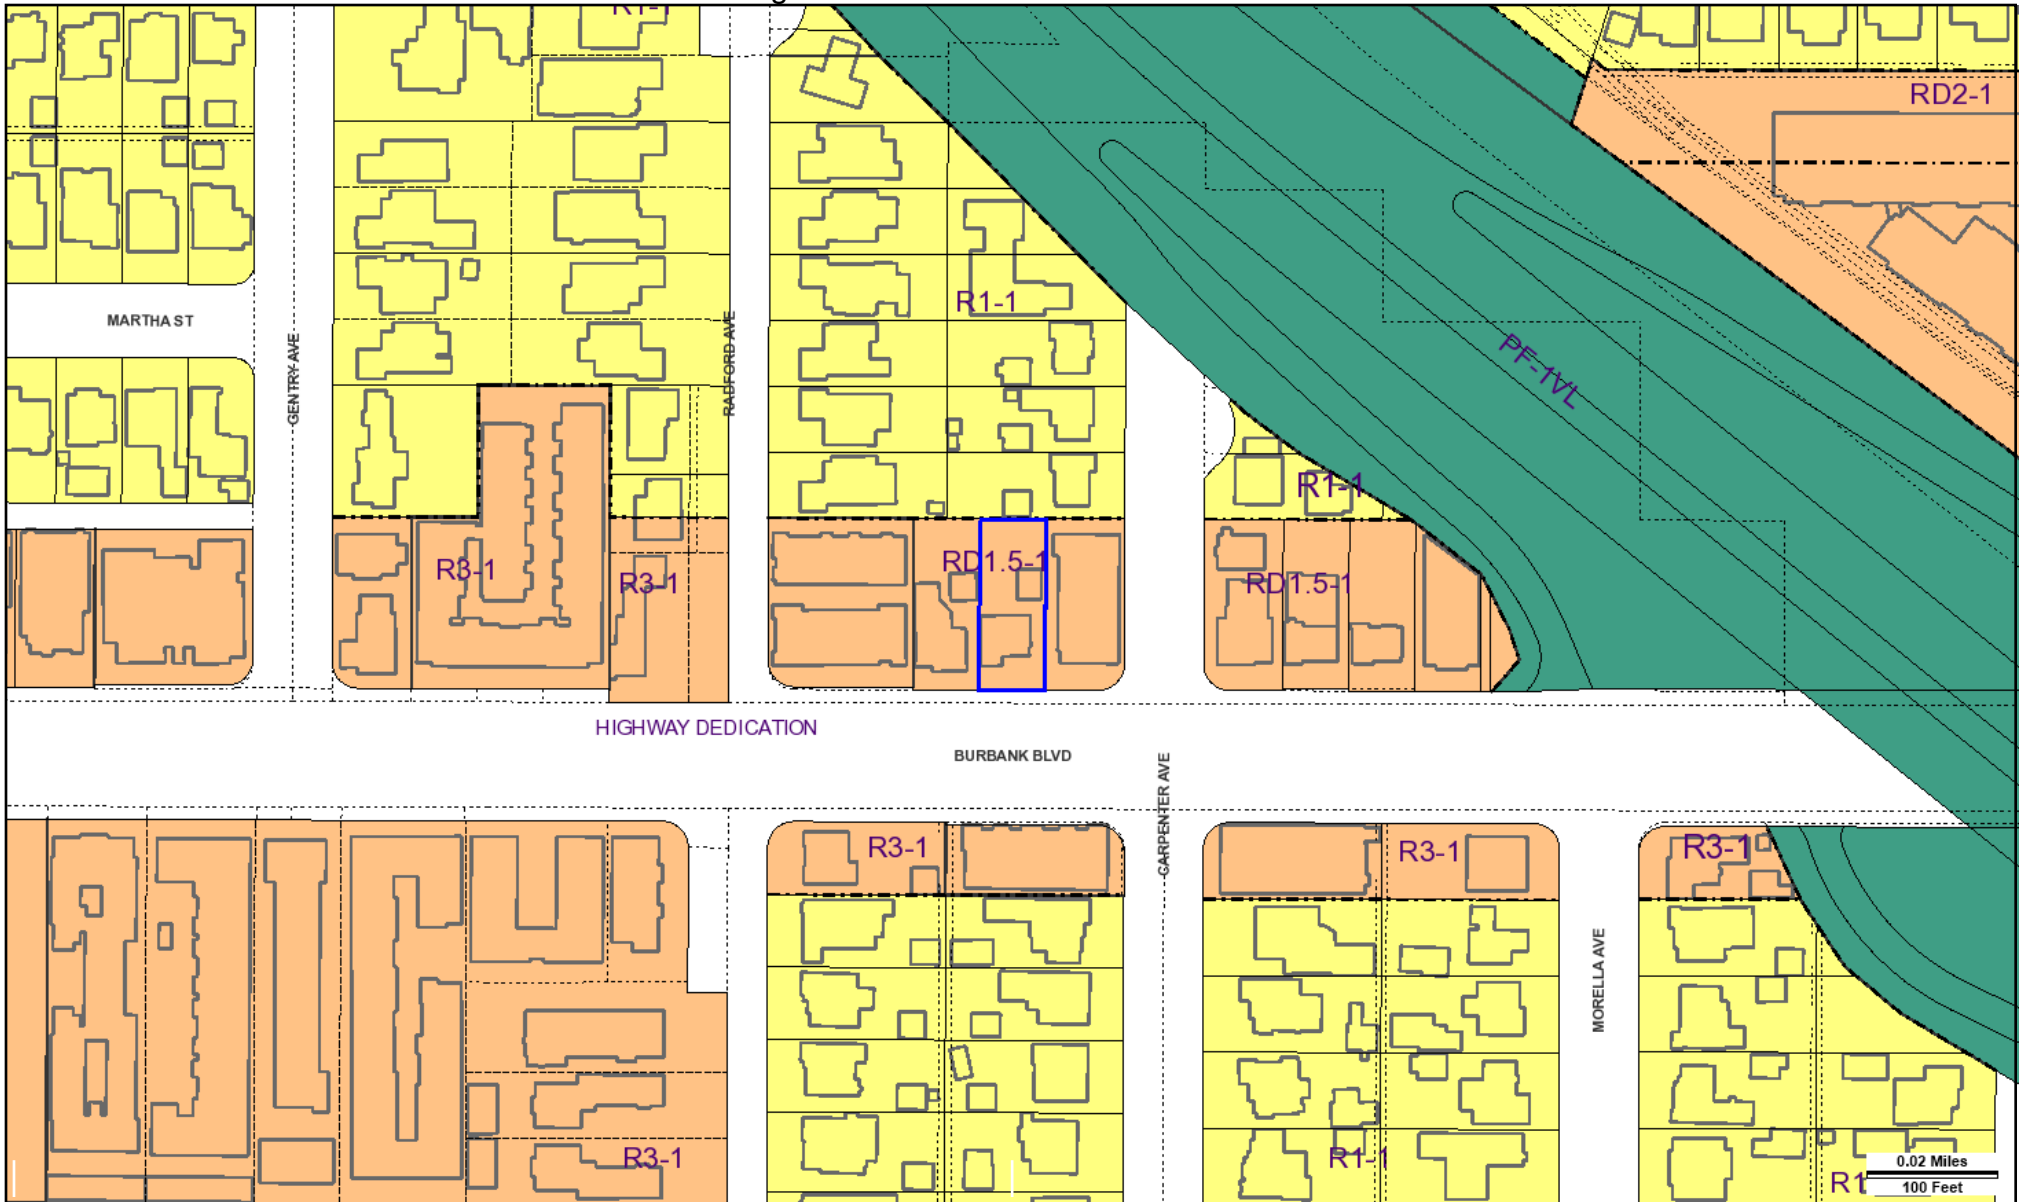 R1-1
RD2-1
R1-1
MARTHA ST
GENTRY AVE
RADFORD AVE
PF-1VL
R1-1
R3-1
R3-1
RD1.5-1
RD1.5-1
HIGHWAY DEDICATION
BURBANK BLVD
CARPENTER AVE
R3-1
R3-1
R3-1
MORELLA AVE
R3-1
R1-1
R1
0.02 Miles
100 Feet